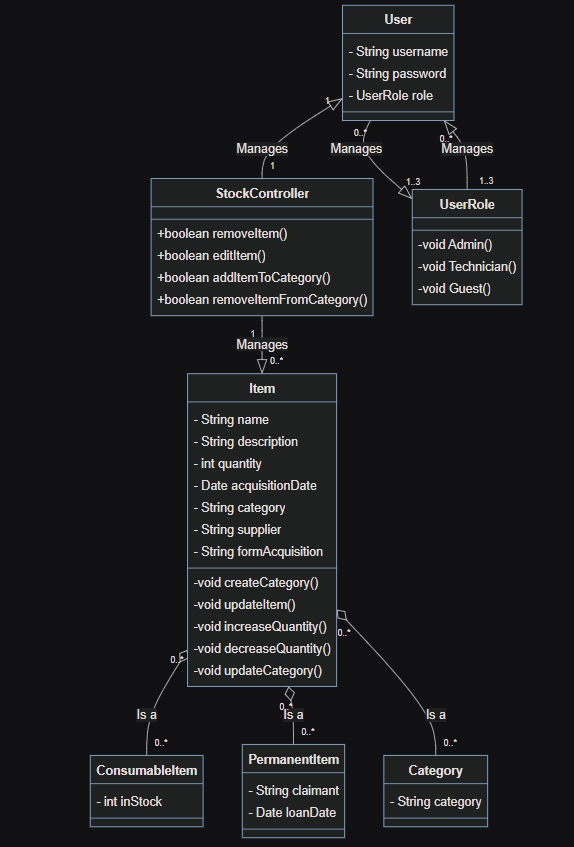 User
- String username
- String password
- UserRole role
1
0..*
0..*
Manages
Manages
Manages
1
1..3
1..3
StockController
+boolean removeItem()
+boolean editItem()
+boolean addItemToCategory()
+boolean removeItemFromCategory()
UserRole
-void Admin()
-void Technician()
-void Guest()
1
Manages
0..*
Item
- String name
- String description
- int quantity
- Date acquisitionDate
- String category
- String supplier
- String formAcquisition
-void createCategory()
-void updateItem()
-void increaseQuantity()
-void decreaseQuantity()
-void updateCategory()
0..*
0..*
0..*
Is a
Is a
Is a
0..*
0..*
0..*
ConsumableItem
- int inStock
PermanentItem
- String claimant
- Date loanDate
Category
- String category